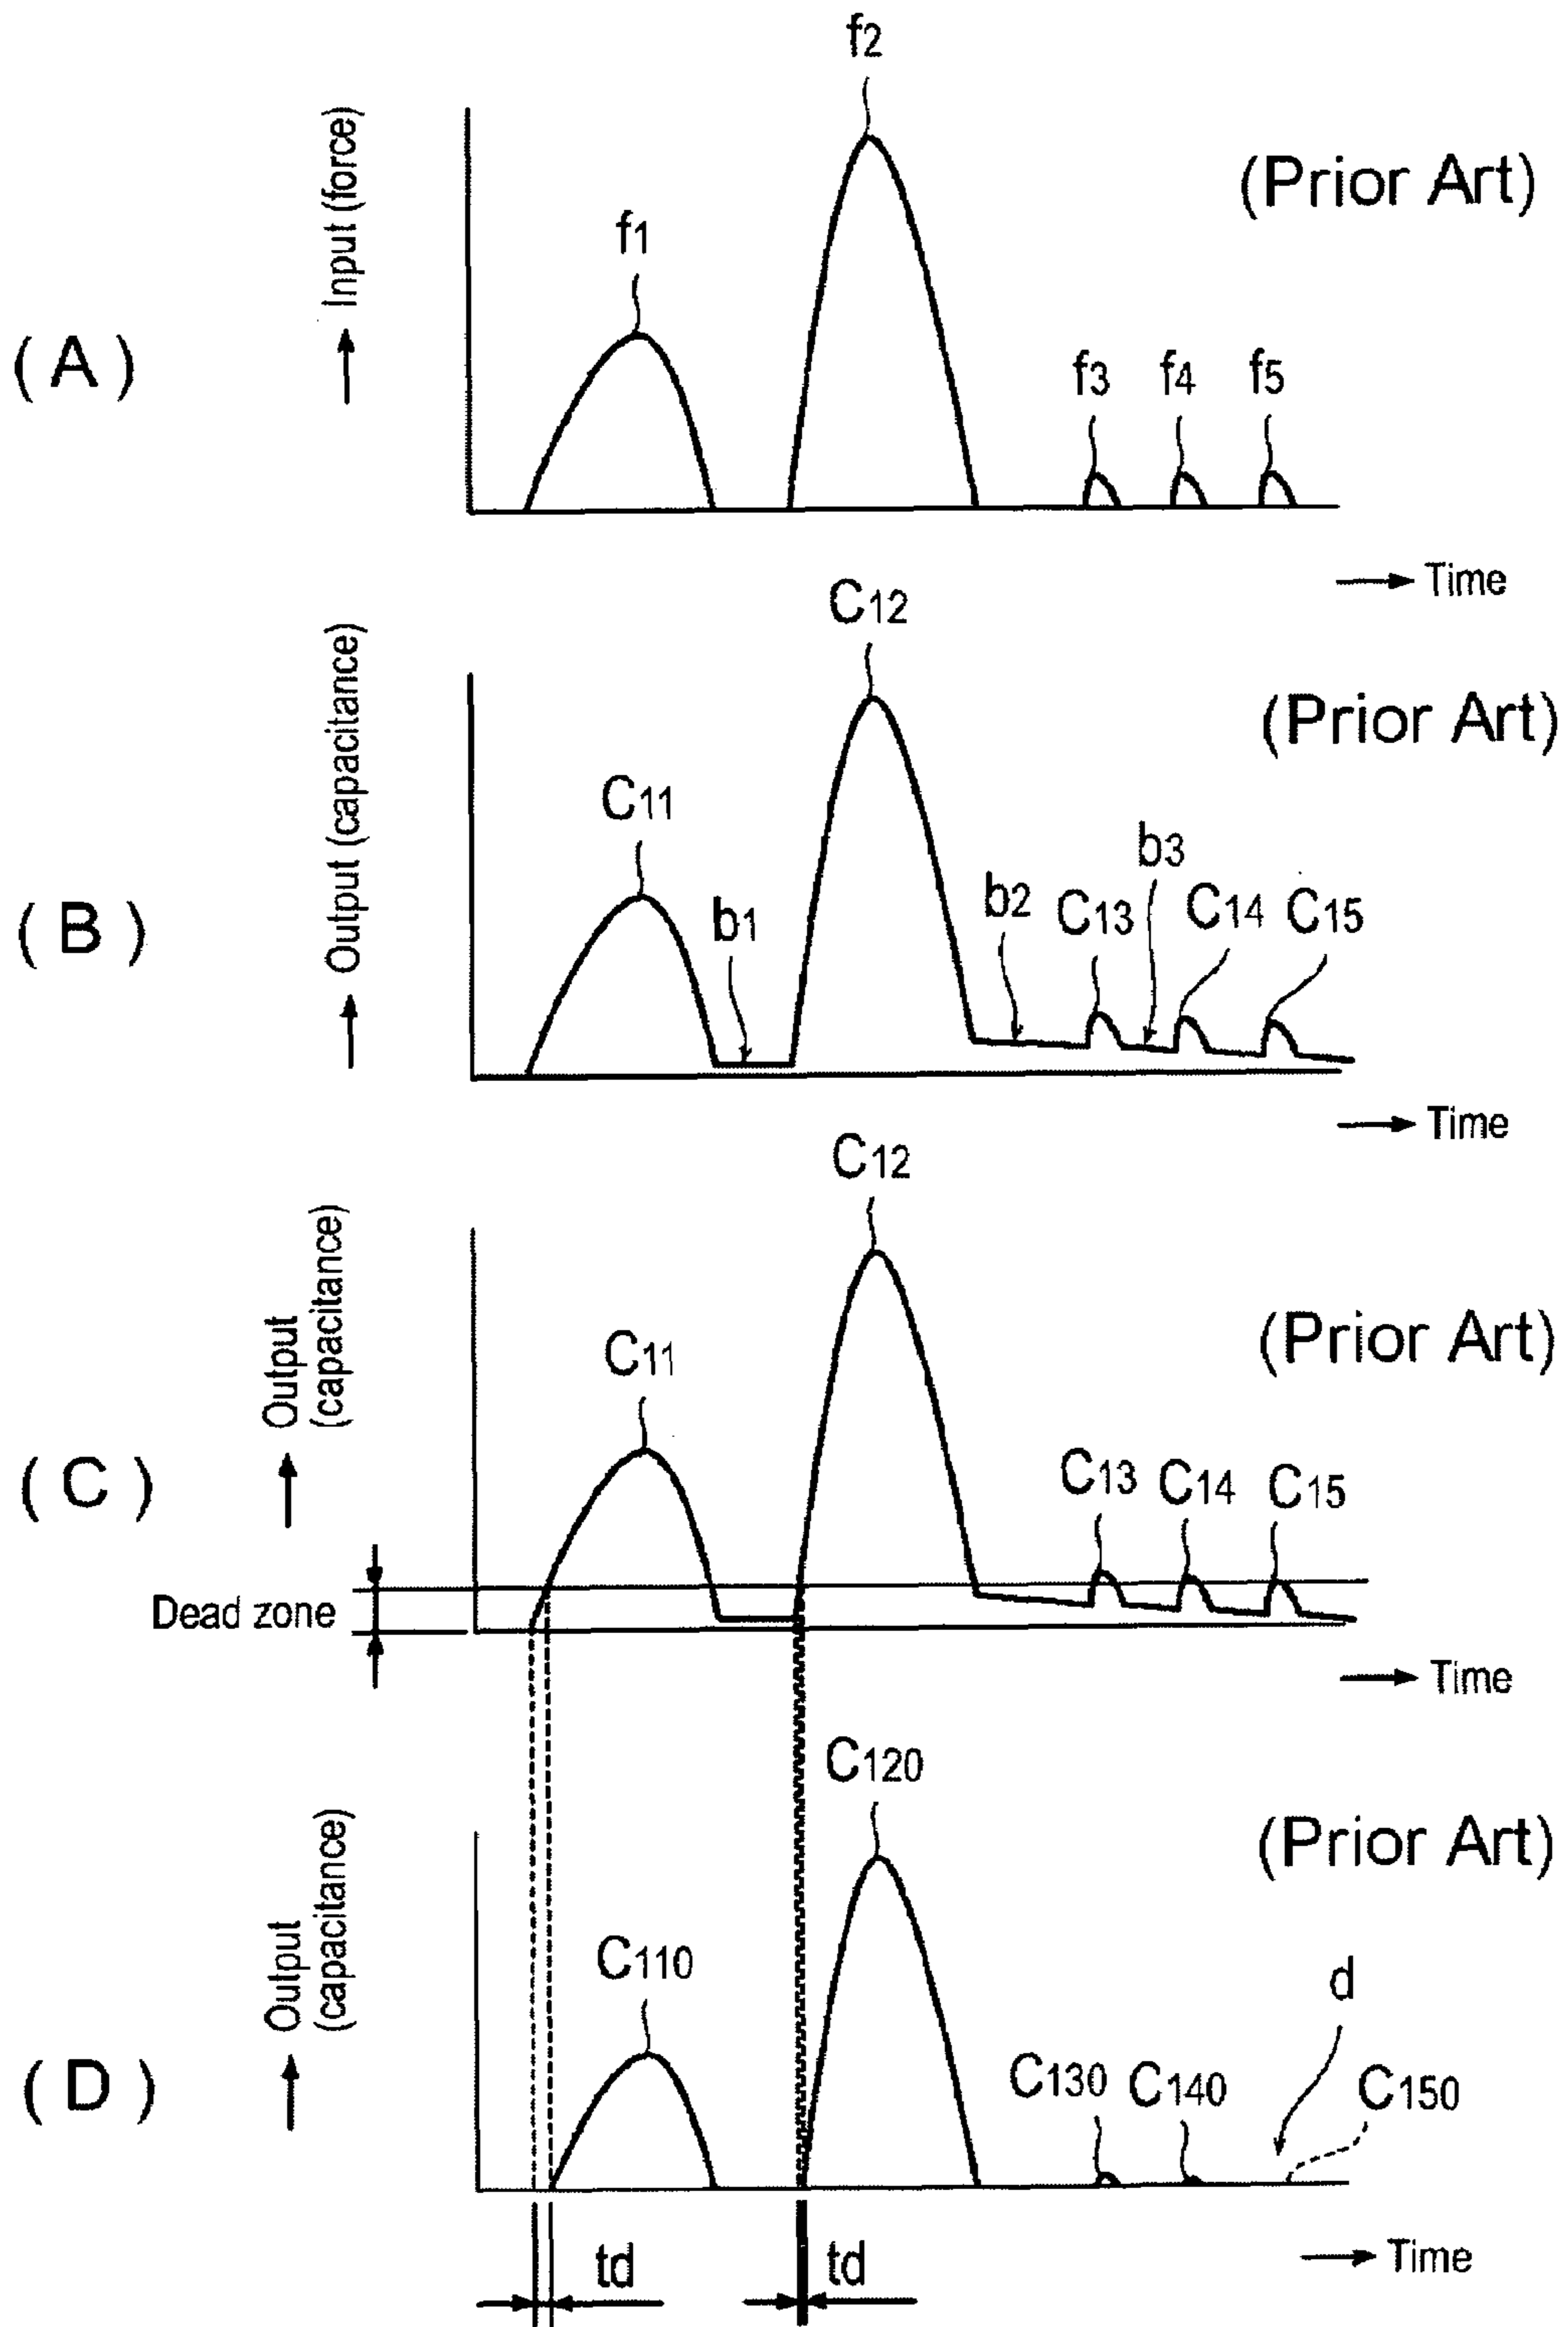 (A)
Input (force)
f1
f2
f3
f4
f5
(Prior Art)
Time
(B)
Output (capacitance)
C11
b1
C12
b2
C13
b3
C14
C15
(Prior Art)
Time
(C)
Output
(capacitance)
Dead zone
C11
C12
C13
C14
C15
(Prior Art)
Time
(D)
Output
(capacitance)
C110
C120
C130
C140
d
C150
(Prior Art)
td
td
Time